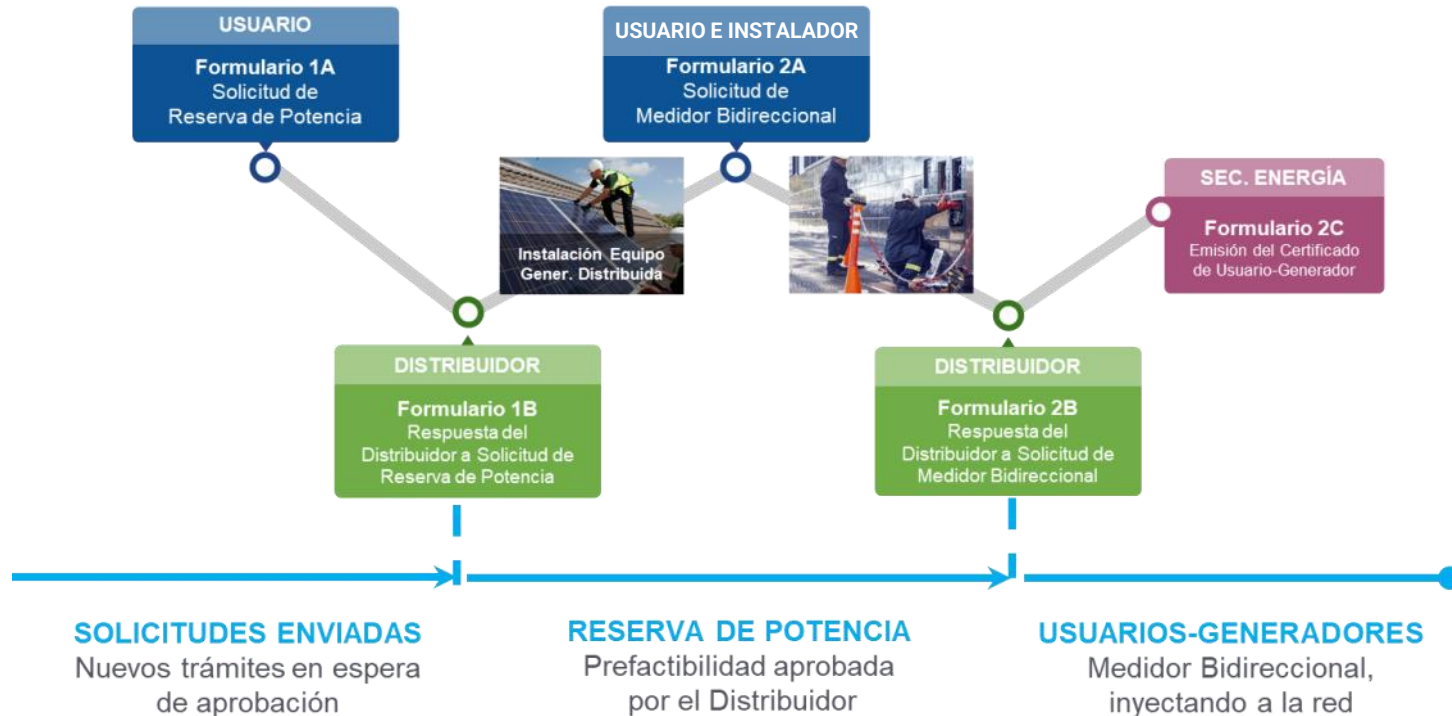 USUARIO
Formulario 1A
Solicitud de
Reserva de Potencia
USUARIO E INSTALADOR
Formulario 2A
Solicitud de
Medidor Bidireccional
Instalación Equipo
Gener. Distribuida
SEC. ENERGÍA
Formulario 2C
Emisión del Certificado
de Usuario-Generador
DISTRIBUIDOR
Formulario 1B
Respuesta del
Distribuidor a Solicitud de
Reserva de Potencia
DISTRIBUIDOR
Formulario 2B
Respuesta del
Distribuidor a Solicitud de
Medidor Bidireccional
SOLICITUDES ENVIADAS
Nuevos trámites en espera
de aprobación
RESERVA DE POTENCIA
Prefactibilidad aprobada
por el Distribuidor
USUARIOS-GENERADORES
Medidor Bidireccional,
inyectando a la red